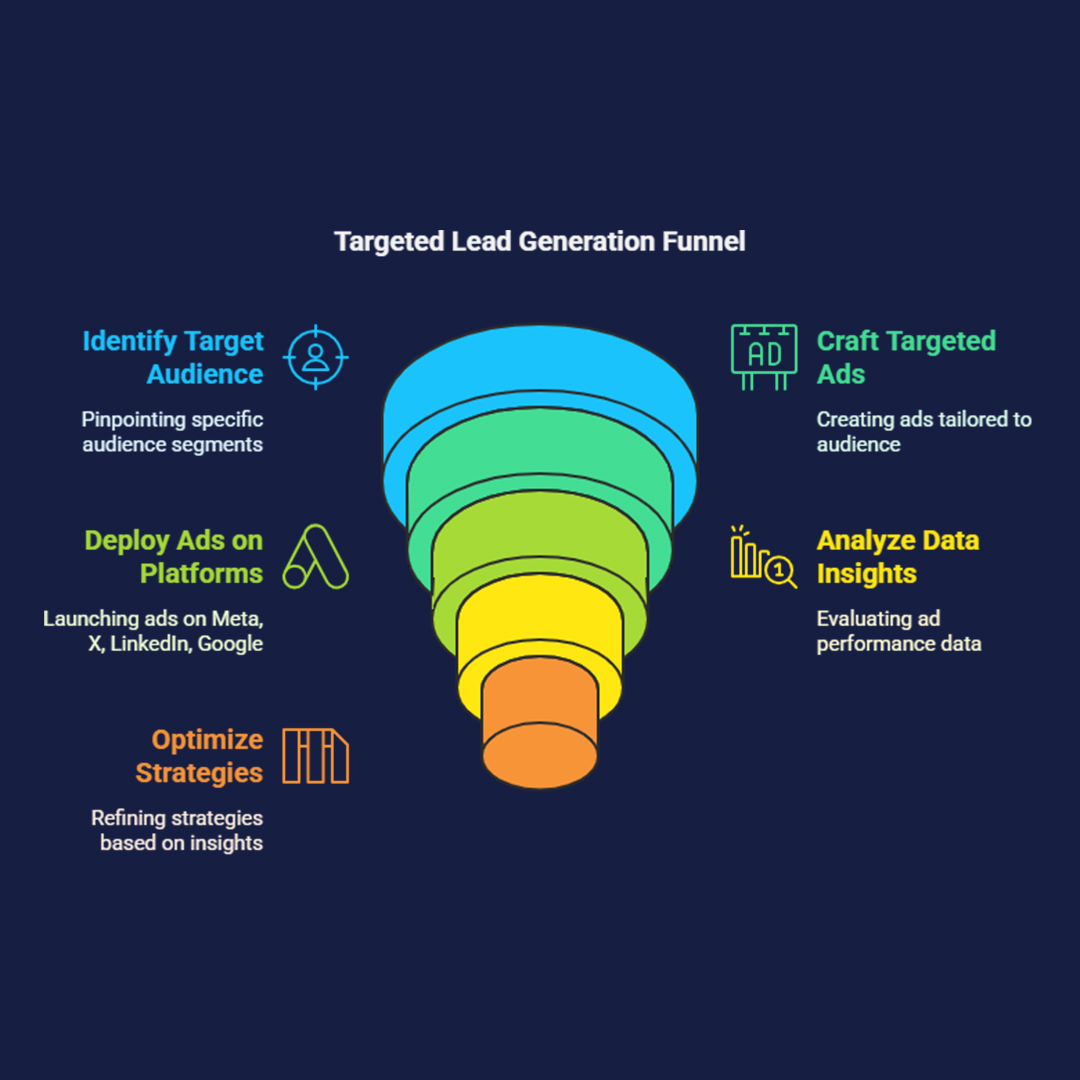 Targeted Lead Generation Funnel
Identify Target
Audience
Pinpointing specific
audience segments
AD
Craft Targeted
Ads
Creating ads tailored to
audience
Deploy Ads on
Platforms
Launching ads on Meta,
X, LinkedIn, Google
1
Analyze Data
Insights
Evaluating ad
performance data
Optimize
Strategies
Refining strategies
based on insights